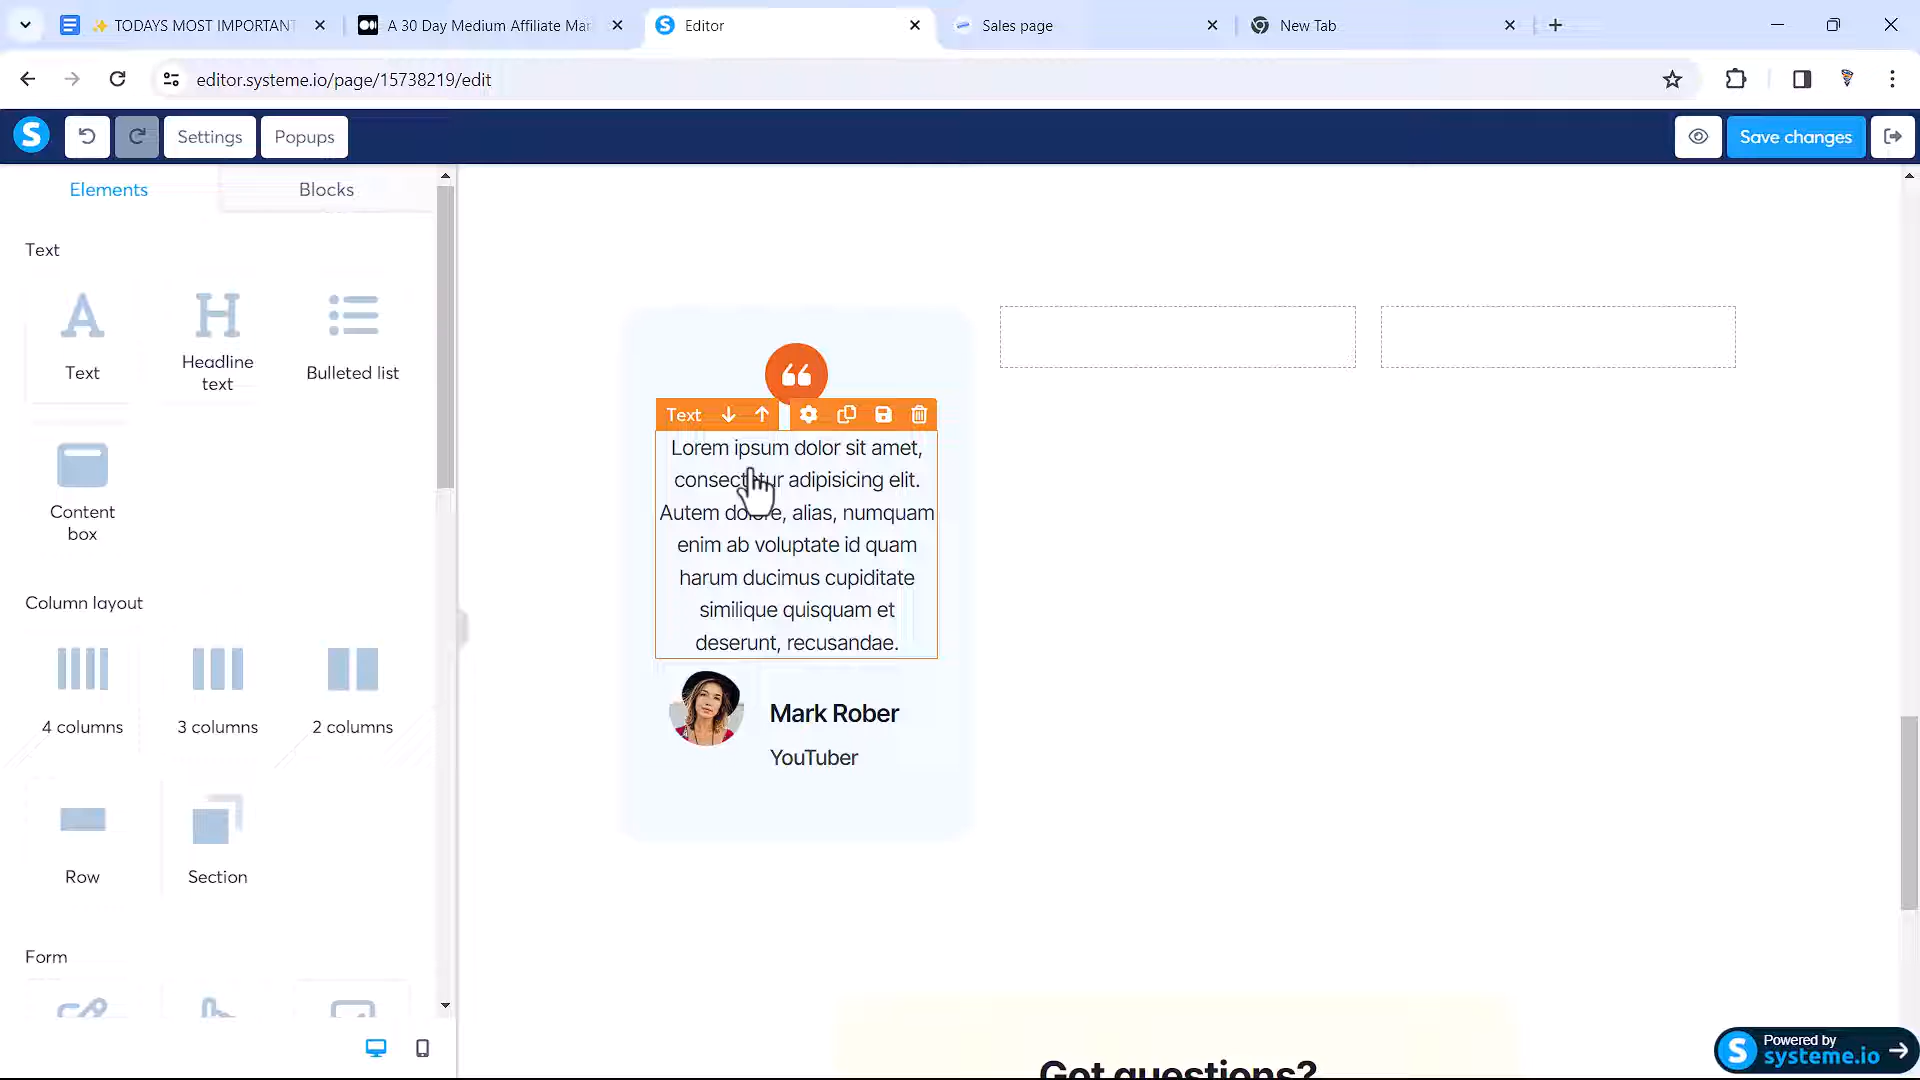 ✨ TODAYS MOST IMPORTANT
A 30 Day Medium Affiliate Mar
Editor
Sales page
New Tab
editor.systeme.io/page/15738219/edit
S
Settings
Popups
Save changes
Elements
Blocks
Text
Text
Headline
text
Bulleted list
Content
box
Column layout
4 columns
3 columns
2 columns
Row
Section
Form
Text
Lorem ipsum dolor sit amet,
consectetur adipisicing elit.
Autem dolore, alias, numquam
enim ab voluptate id quam
harum ducimus cupiditate
similique quisquam et
deserunt, recusandae.
Mark Rober
YouTuber
Got questions?
Powered by
systeme.io